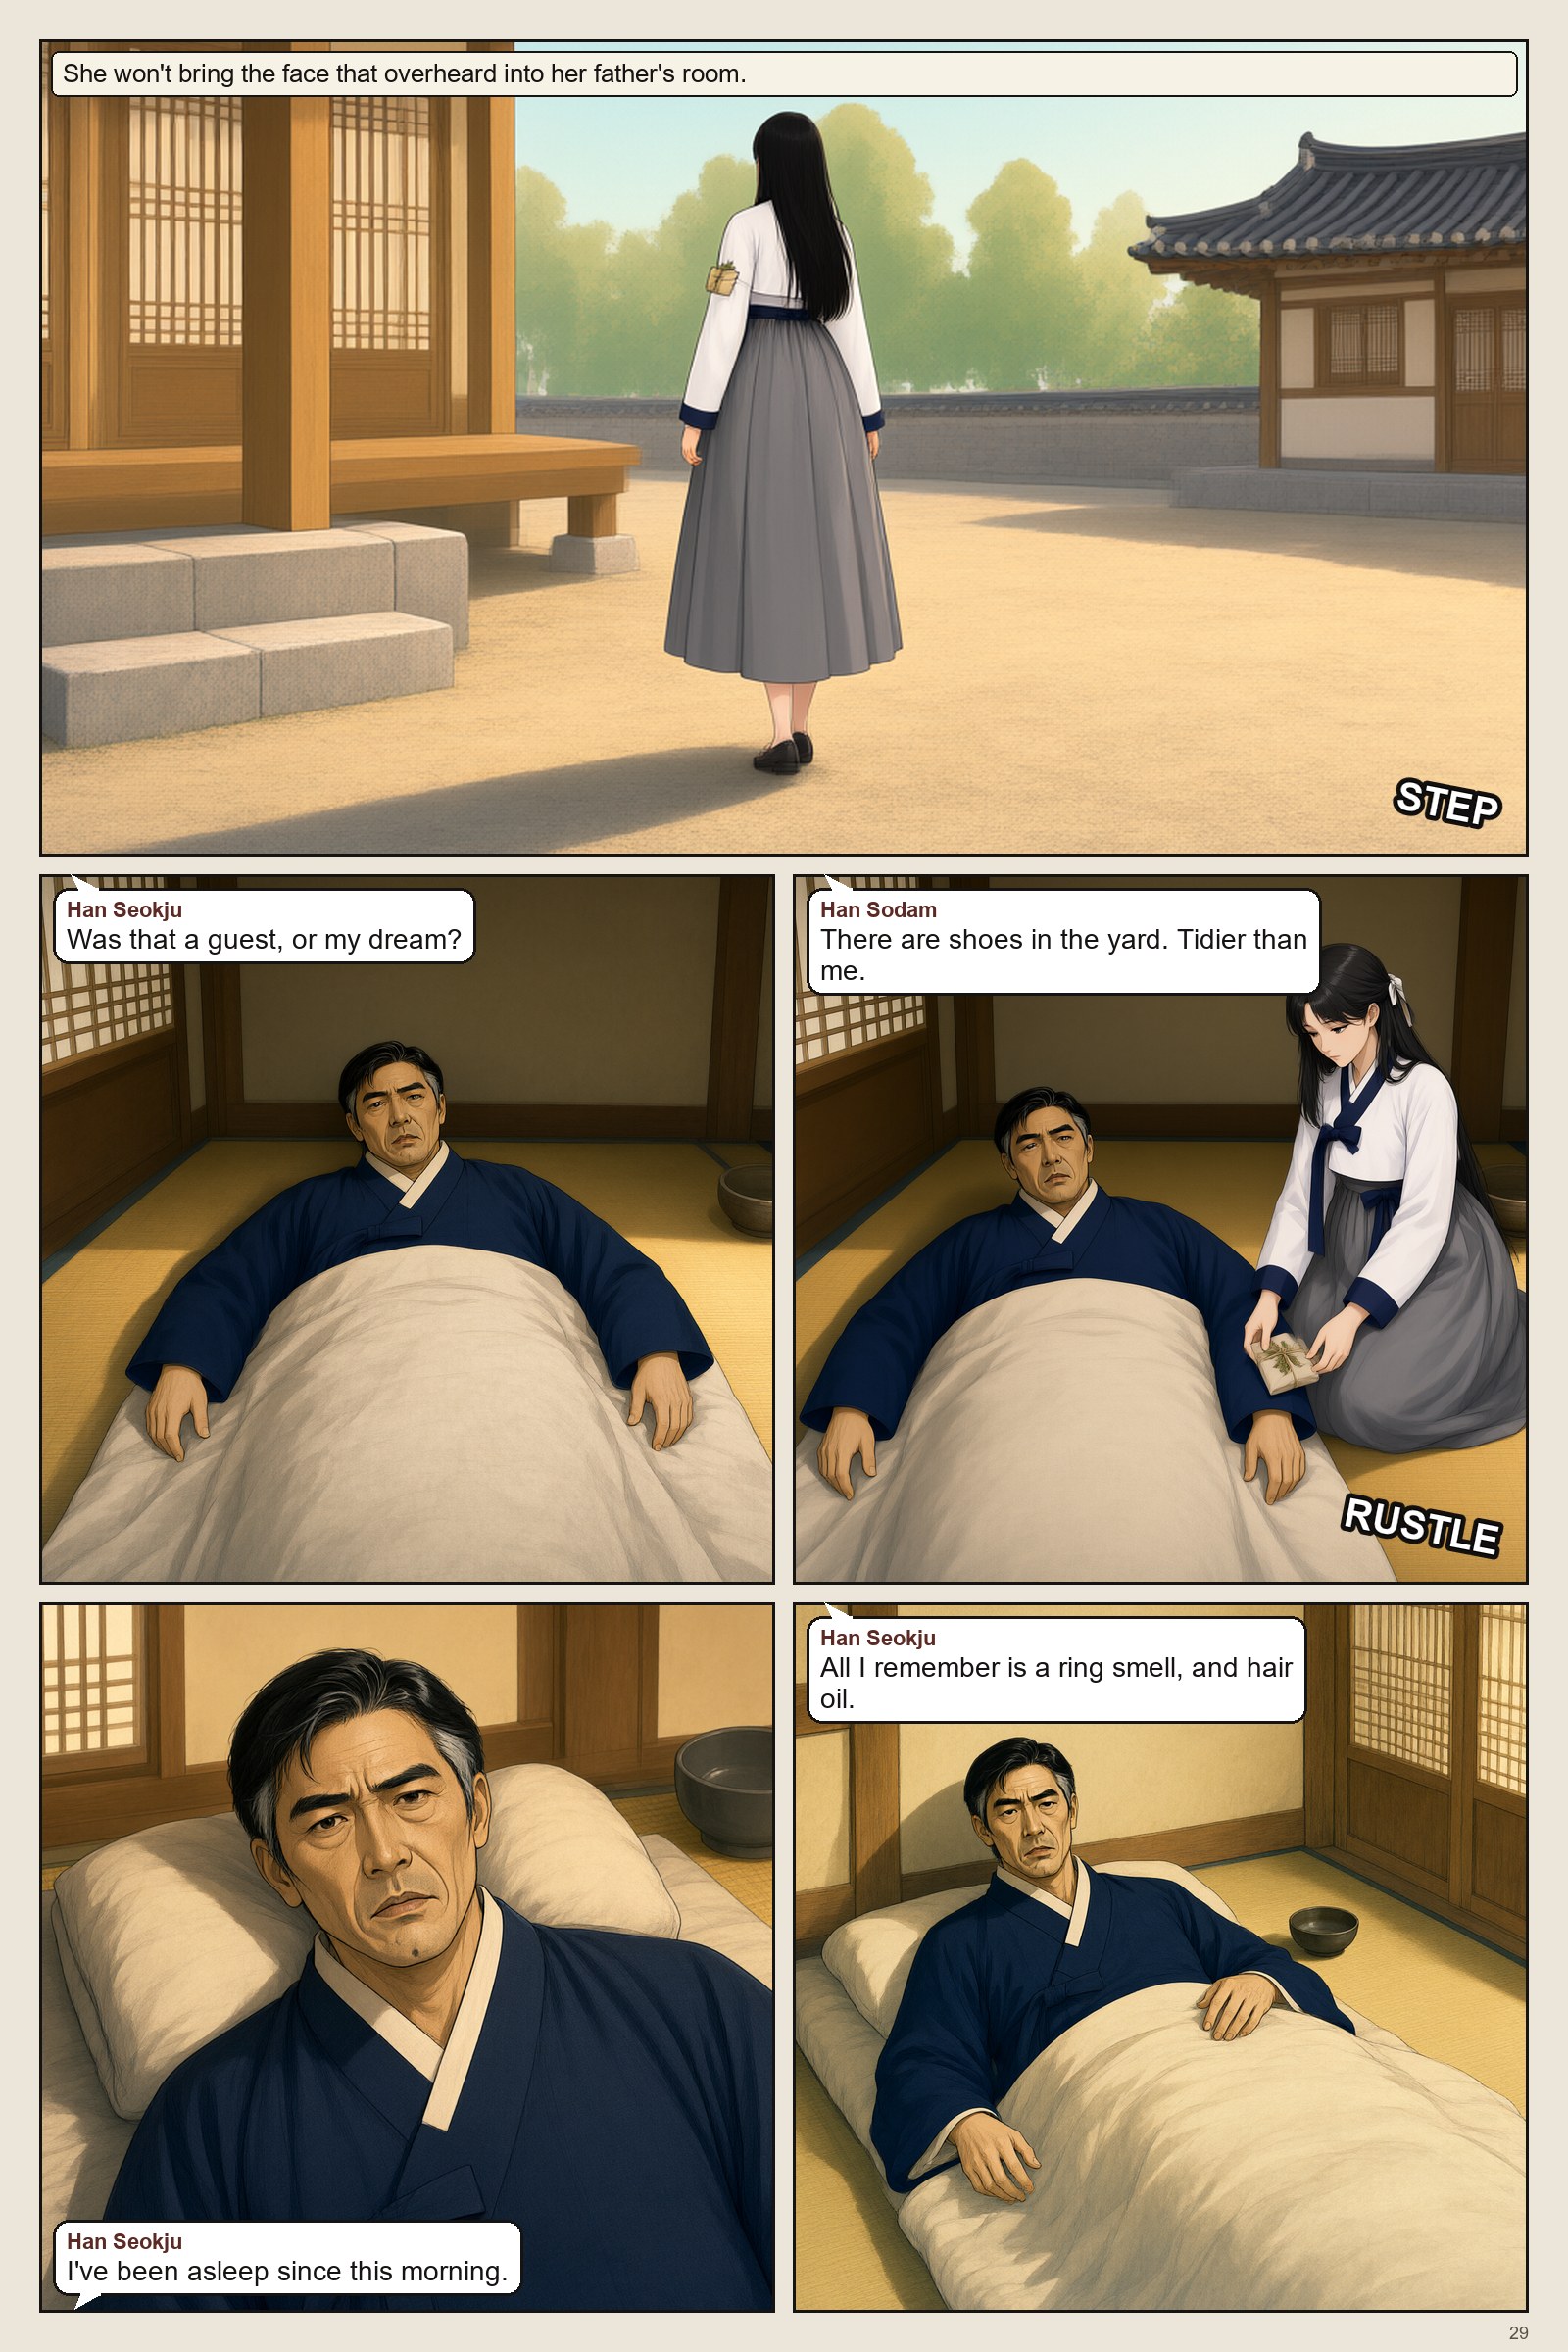 She won't bring the face that overheard into her father's room.
STEP
Han Seokju
Was that a guest, or my dream?
Han Sodam
There are shoes in the yard. Tidier than
me.
RUSTLE
Han Seokju
I've been asleep since this morning.
Han Seokju
All I remember is a ring smell, and hair
oil.
29